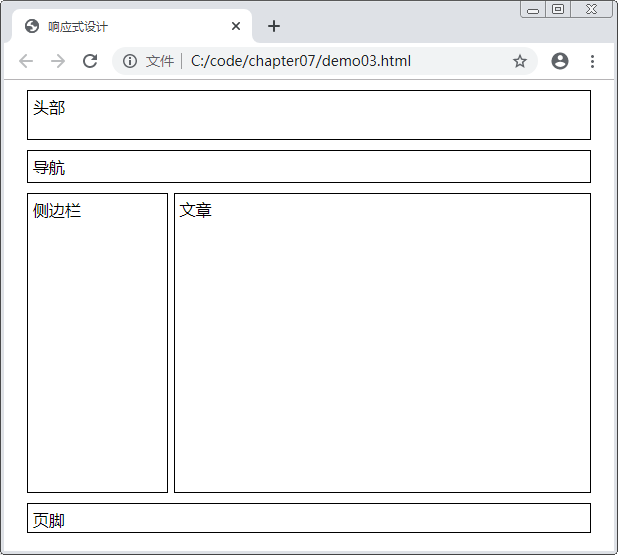 响应式设计
文件 C:/code/chapter07/demo03.html
头部
导航
侧边栏
文章
页脚